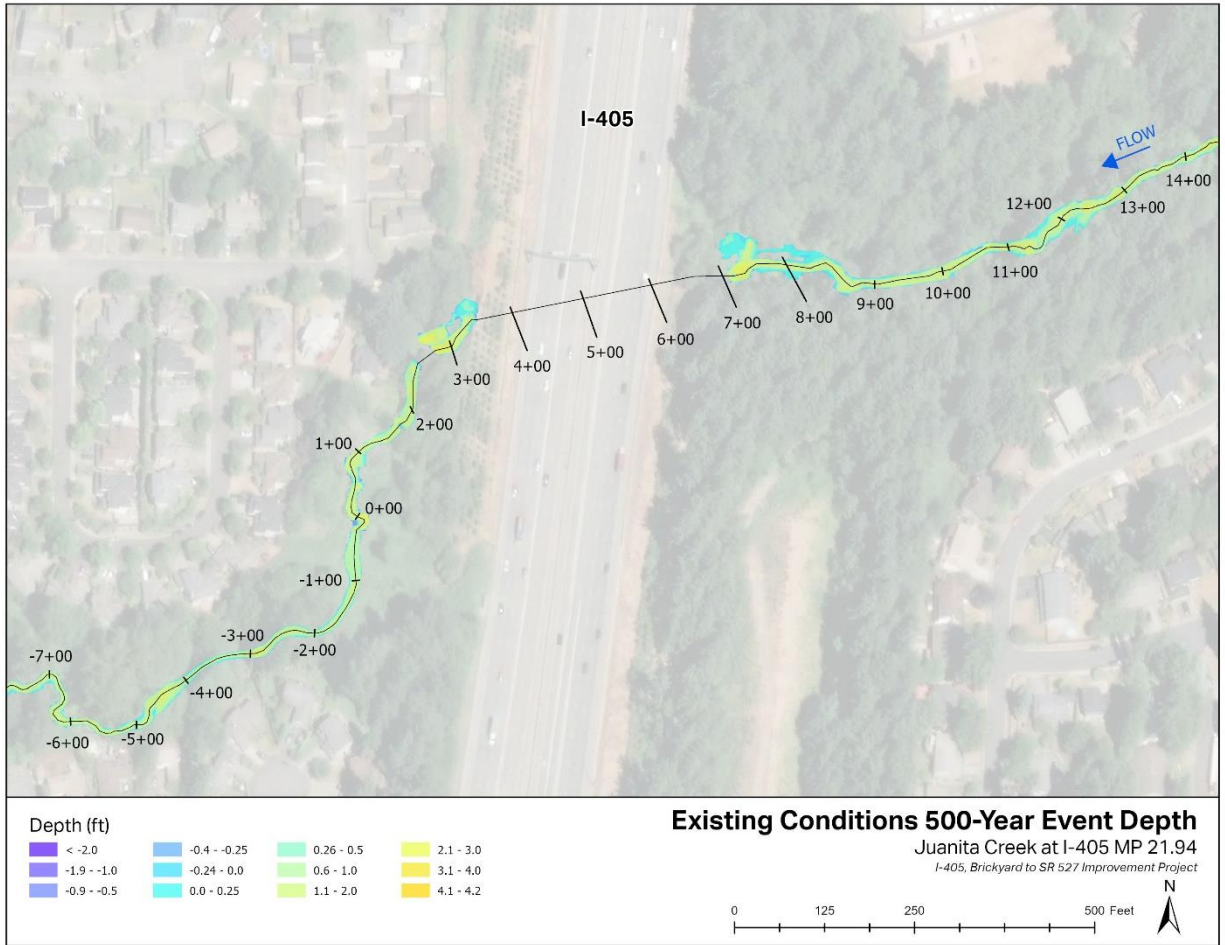 I-405
FLOW
14+00
13+00
12+00
11+00
10+00
9+00
8+00
7+00
6+00
5+00
4+00
3+00
2+00
1+00
0+00
-1+00
-2+00
-3+00
-4+00
-5+00
-6+00
-7+00
Depth (ft)
< -2.0
-1.9 - -1.0
-0.9 - -0.5
-0.4 - -0.25
-0.24 - 0.0
0.0 - 0.25
0.26 - 0.5
0.6 - 1.0
1.1 - 2.0
2.1 - 3.0
3.1 - 4.0
4.1 - 4.2
Existing Conditions 500-Year Event Depth
Juanita Creek at I-405 MP 21.94
I-405, Brickyard to SR 527 Improvement Project
N
0 125 250 500 Feet